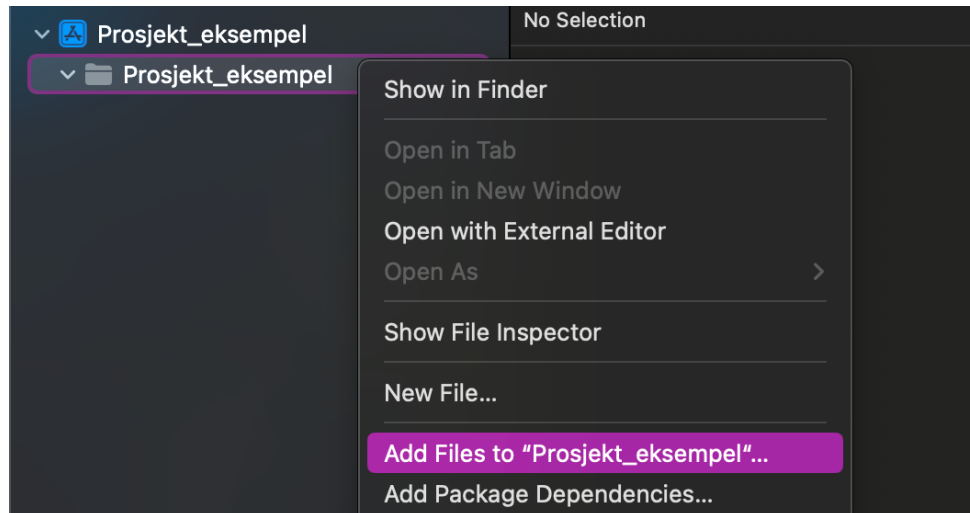 Prosjekt_eksempel
No Selection
Prosjekt_eksempel
Show in Finder
Open in Tab
Open in New Window
Open with External Editor
Open As
Show File Inspector
New File...
Add Files to “Prosjekt_eksempel“...
Add Package Dependencies...